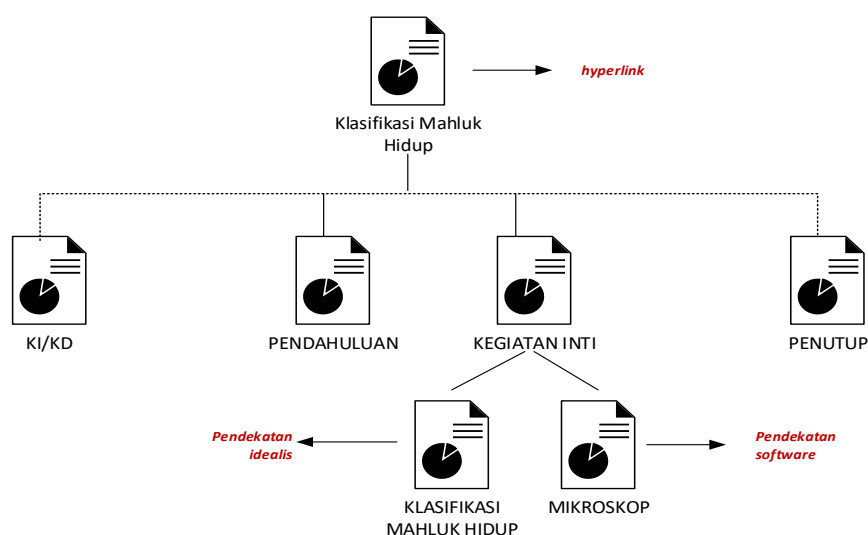 hyperlink
Klasifikasi Mahluk
Hidup
KI/KD
PENDAHULUAN
KEGIATAN INTI
PENUTUP
Pendekatan
idealis
Pendekatan
software
KLASIFIKASI
MAHLUK HIDUP
MIKROSKOP